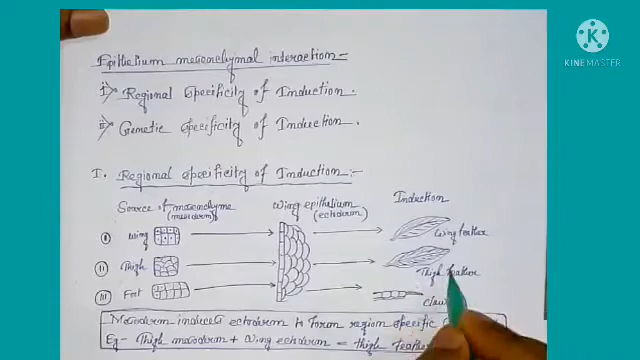 KINEMASTER
Epithelium mesenchymal interaction:-
i) Regional Specificity of Induction.
ii) Genetic Specificity of Induction.
I. Regional specificity of Induction:-
Source of mesenchyme (mesoderm) Wing epithelium (ectoderm) Induction
i) wing wing feather
ii) Thigh Thigh feather
iii) Foot claw
Mesoderm induces ectoderm to form region specific
Eg- Thigh mesoderm + wing ectoderm = thigh feather